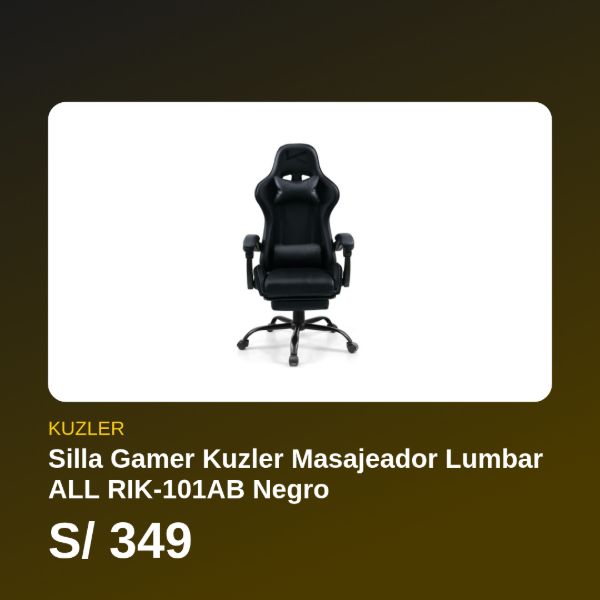 KUZLER
Silla Gamer Kuzler Masajeador Lumbar
ALL RIK-101AB Negro
S/ 349